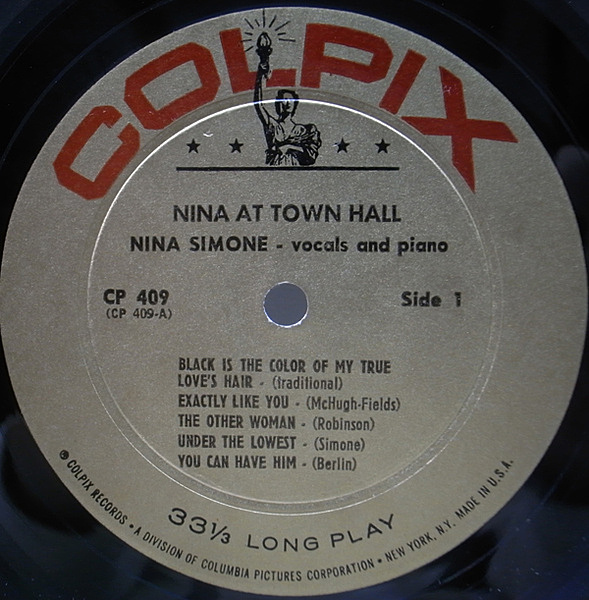 COLPIX
NINA AT TOWN HALL
NINA SIMONE - vocals and piano
CP 409
(CP 409-A)
Side 1
BLACK IS THE COLOR OF MY TRUE
LOVE'S HAIR - (traditional)
EXACTLY LIKE YOU - (McHugh-Fields)
THE OTHER WOMAN - (Robinson)
UNDER THE LOWEST - (Simone)
YOU CAN HAVE HIM - (Berlin)
33⅓ LONG PLAY
℗ COLPIX RECORDS • A DIVISION OF COLUMBIA PICTURES CORPORATION • NEW YORK, N.Y. MADE IN U.S.A.